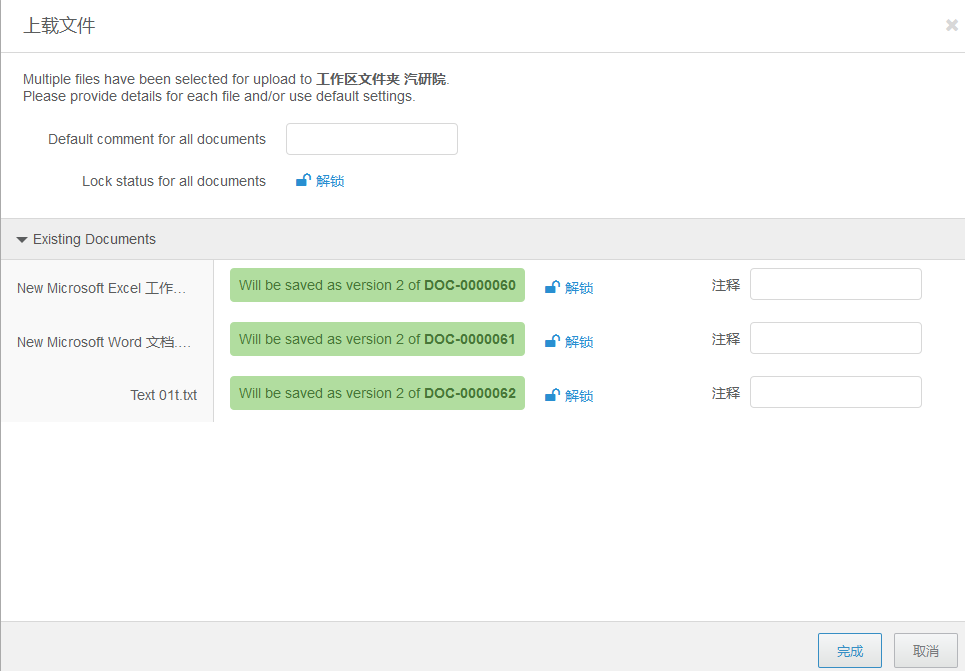 上载文件
Multiple files have been selected for upload to 工作区文件夹 汽研院.
Please provide details for each file and/or use default settings.
Default comment for all documents
Lock status for all documents 解锁
Existing Documents
New Microsoft Excel 工作... Will be saved as version 2 of DOC-0000060 解锁 注释
New Microsoft Word 文档.... Will be saved as version 2 of DOC-0000061 解锁 注释
Text 01t.txt Will be saved as version 2 of DOC-0000062 解锁 注释
完成 取消